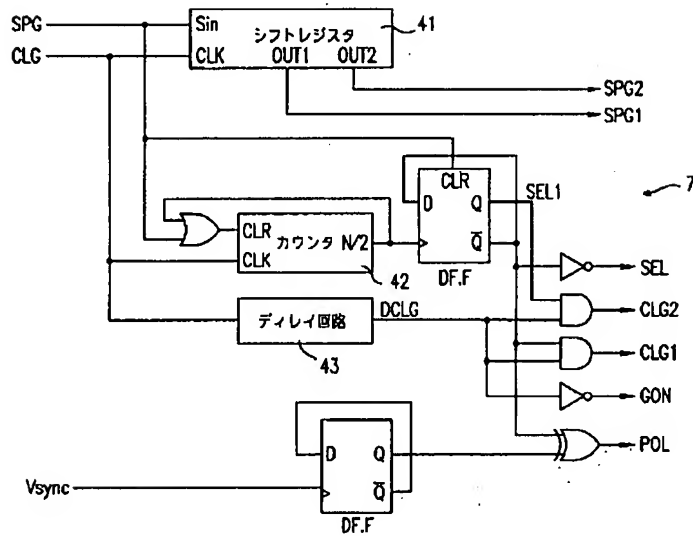 SPG
Sin
シフトレジスタ
41
CLG
CLK
OUT1 OUT2
SPG2
SPG1
CLR
7
D
Q
SEL1
CLR
カウンタ N/2
CLK
Q
SEL
DF.F
42
CLG2
ディレイ回路
DCLG
43
CLG1
GON
D
Q
POL
Vsync
Q
DF.F